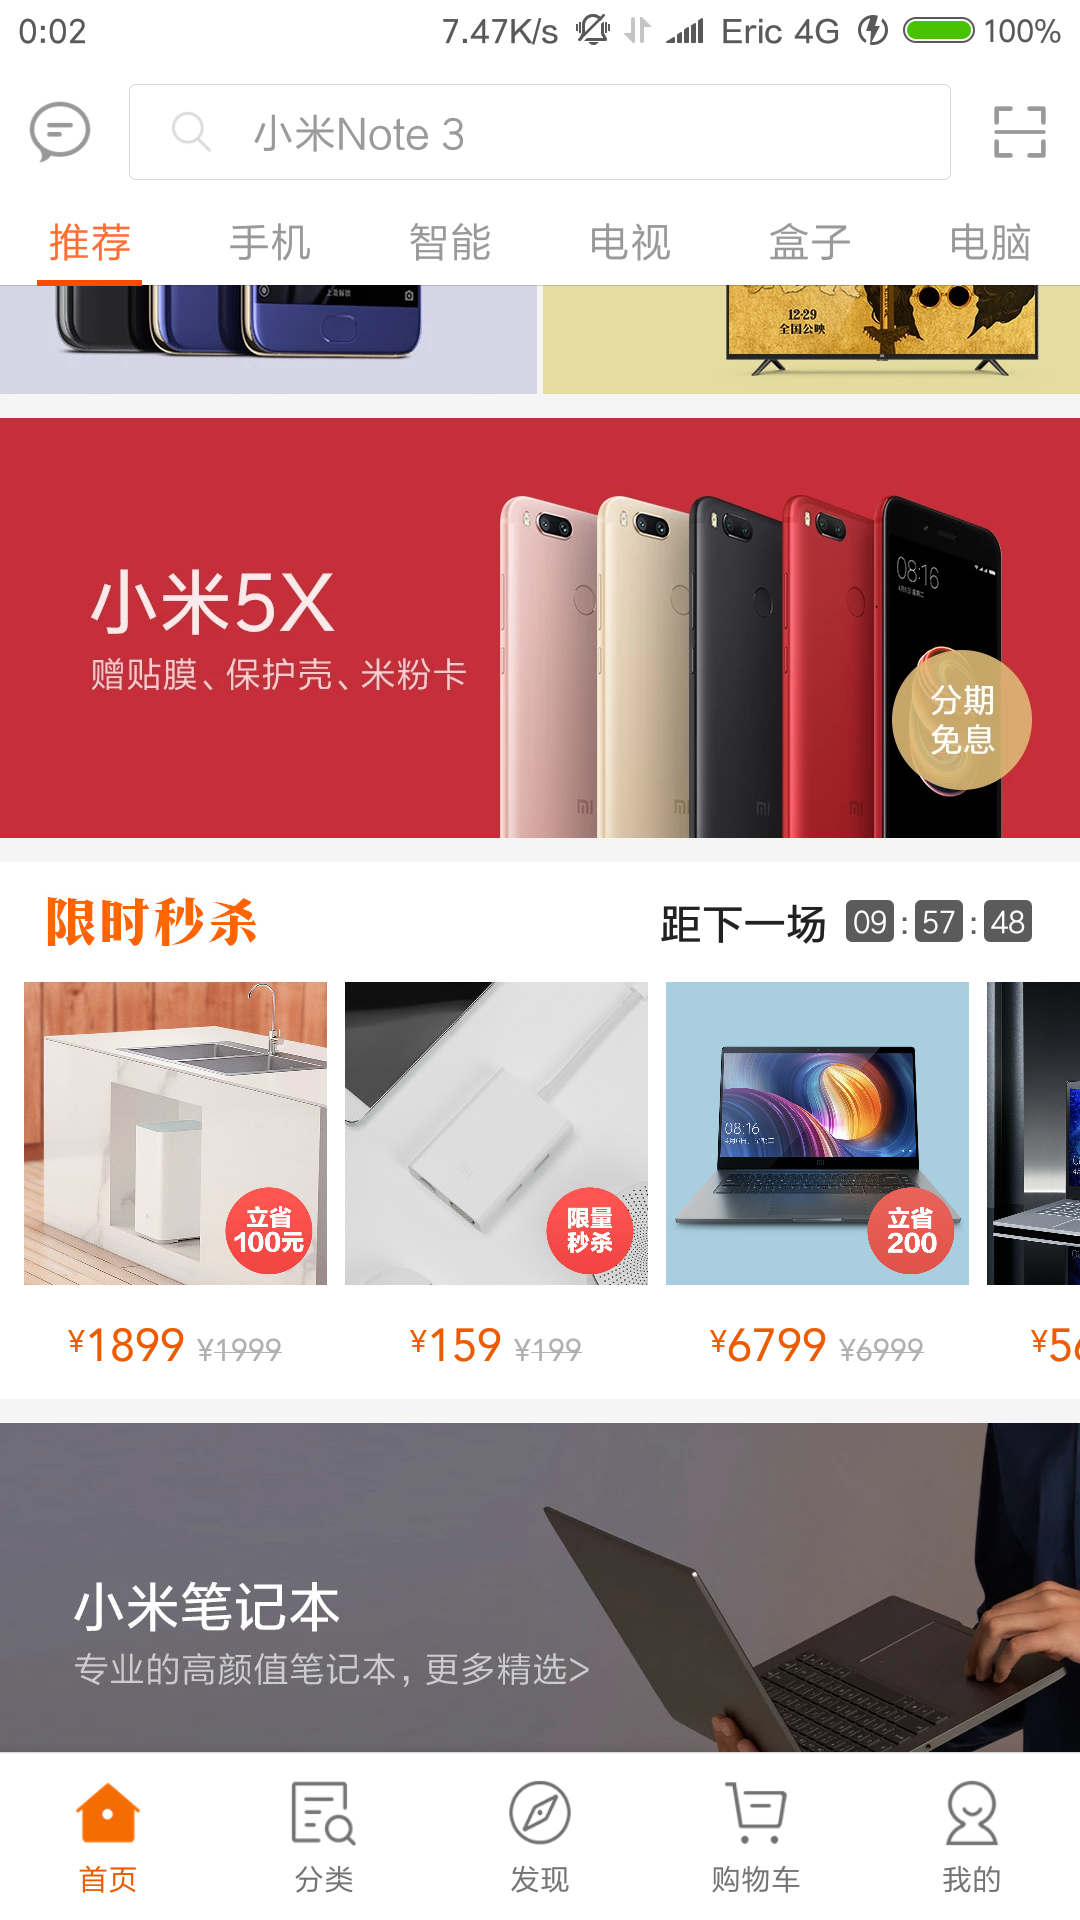 0:02 7.47K/s Eric 4G 100%
小米Note 3
推荐 手机 智能 电视 盒子 电脑
12·29
全国公映
小米5X
赠贴膜、保护壳、米粉卡
08:16
分期
免息
限时秒杀 距下一场 09 : 57 : 48
立省
100元
限量
秒杀
08:16
立省
200
¥1899 ¥1999 ¥159 ¥199 ¥6799 ¥6999 ¥5
小米笔记本
专业的高颜值笔记本，更多精选>
首页 分类 发现 购物车 我的